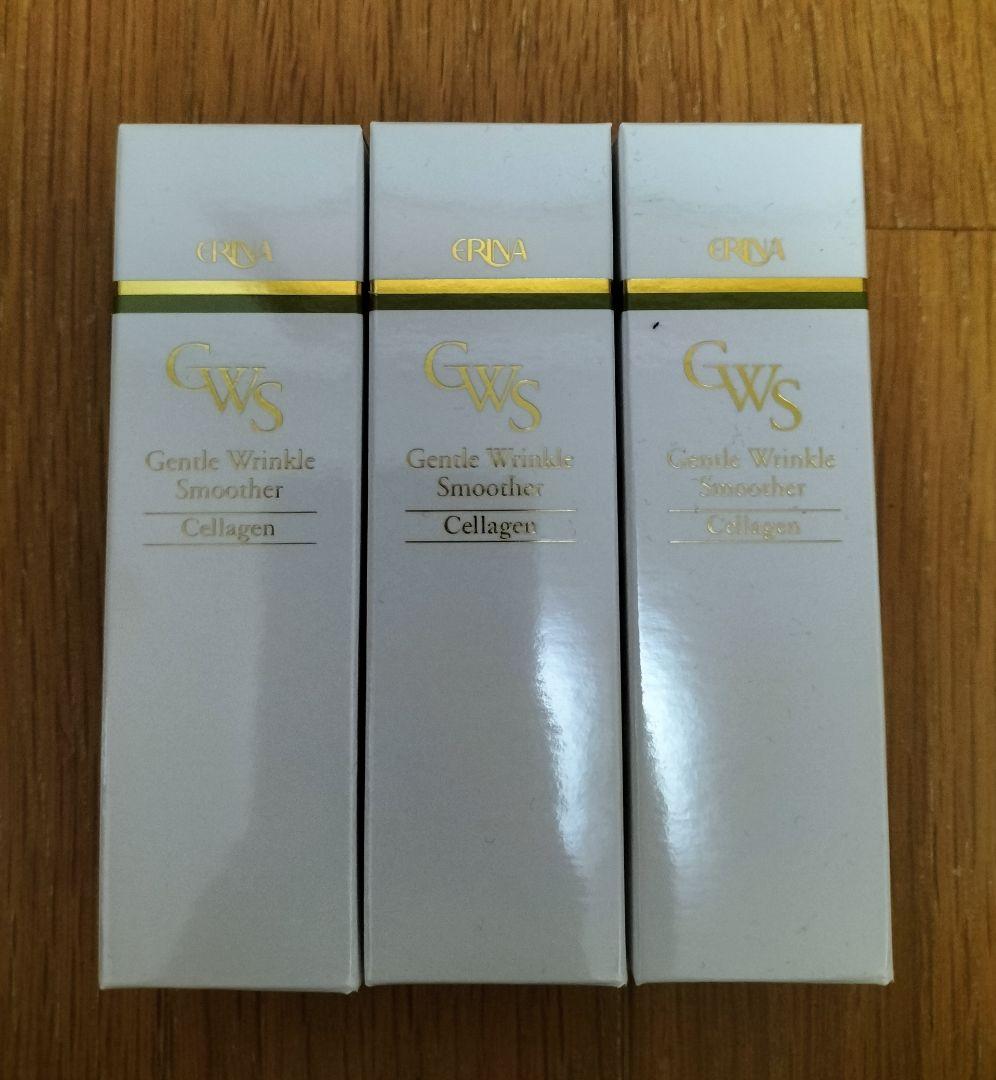 ERINA
GWS
Gentle Wrinkle
Smoother
Cellagen
ERINA
GWS
Gentle Wrinkle
Smoother
Cellagen
ERINA
GWS
Gentle Wrinkle
Smoother
Cellagen